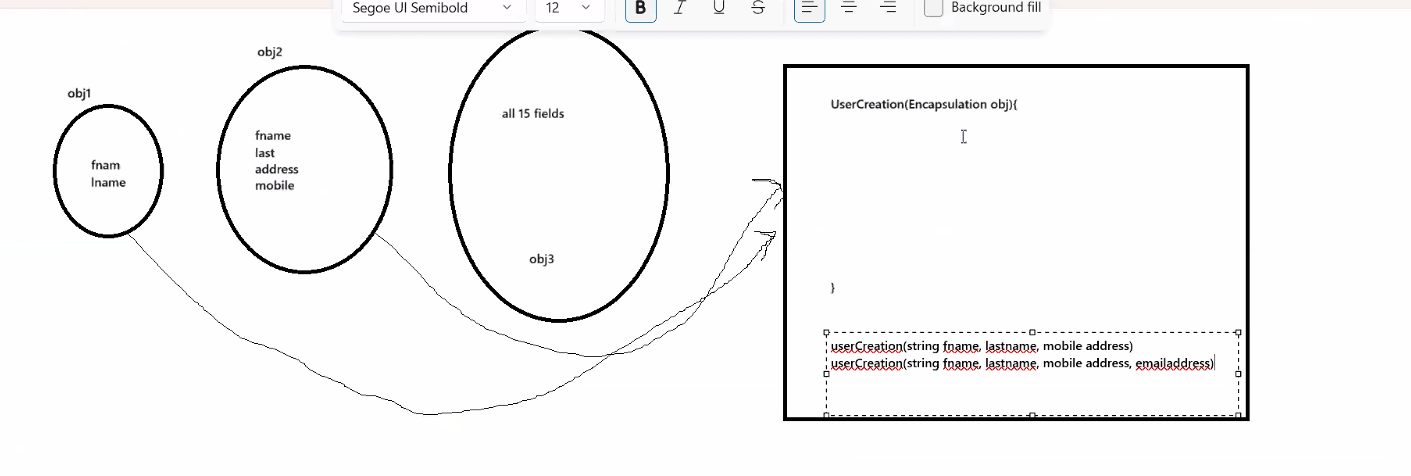 Segoe UI Semibold 12 B I U S Background fill
obj2
obj1
fnam
lname
fname
last
address
mobile
all 15 fields
obj3
UserCreation(Encapsulation obj){
}
userCreation(string fname, lastname, mobile address)
userCreation(string fname, lastname, mobile address, emailaddress)